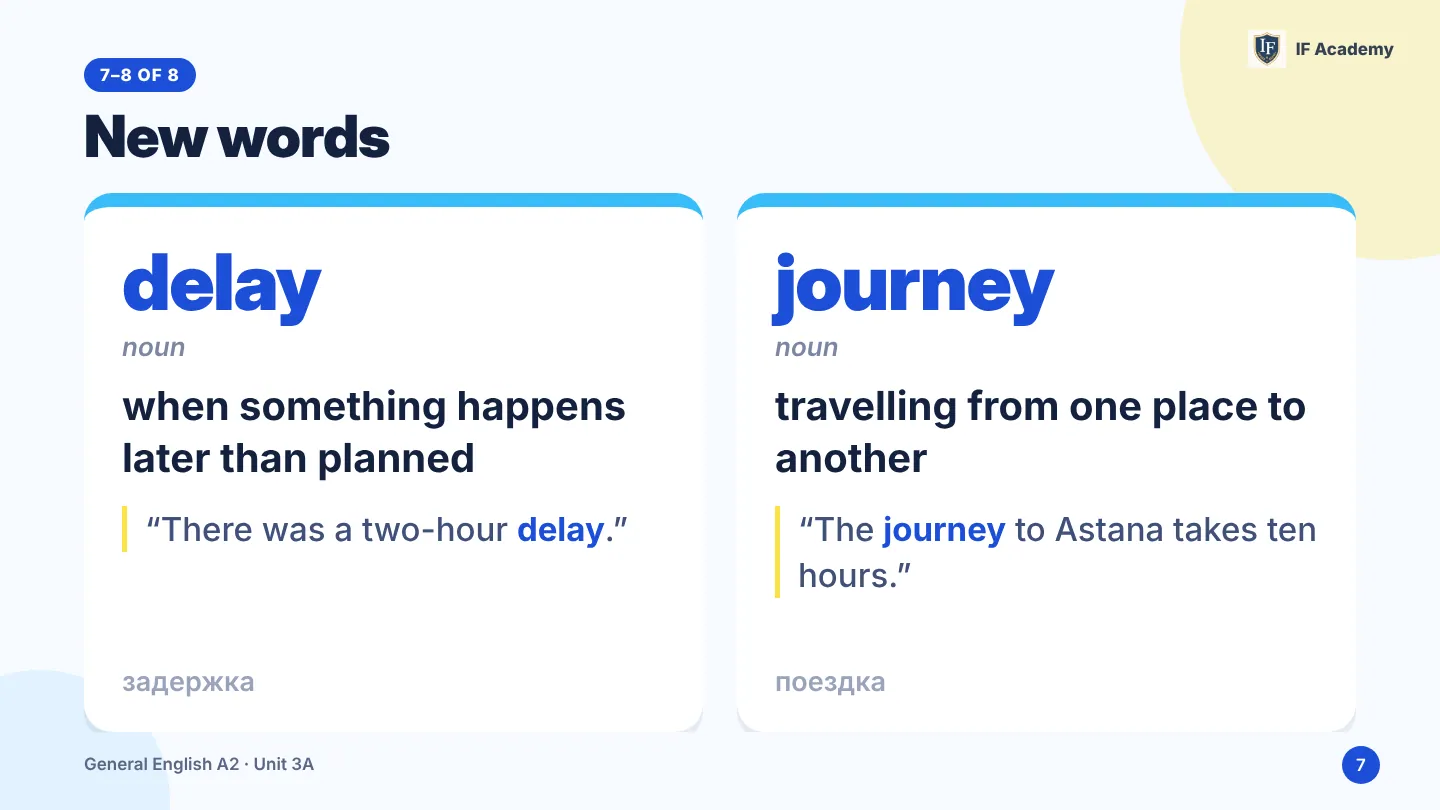 IF
IF Academy
7–8 OF 8
New words
delay
noun
when something happens
later than planned
“There was a two-hour delay.”
задержка
journey
noun
travelling from one place to
another
“The journey to Astana takes ten
hours.”
поездка
General English A2 · Unit 3A
7